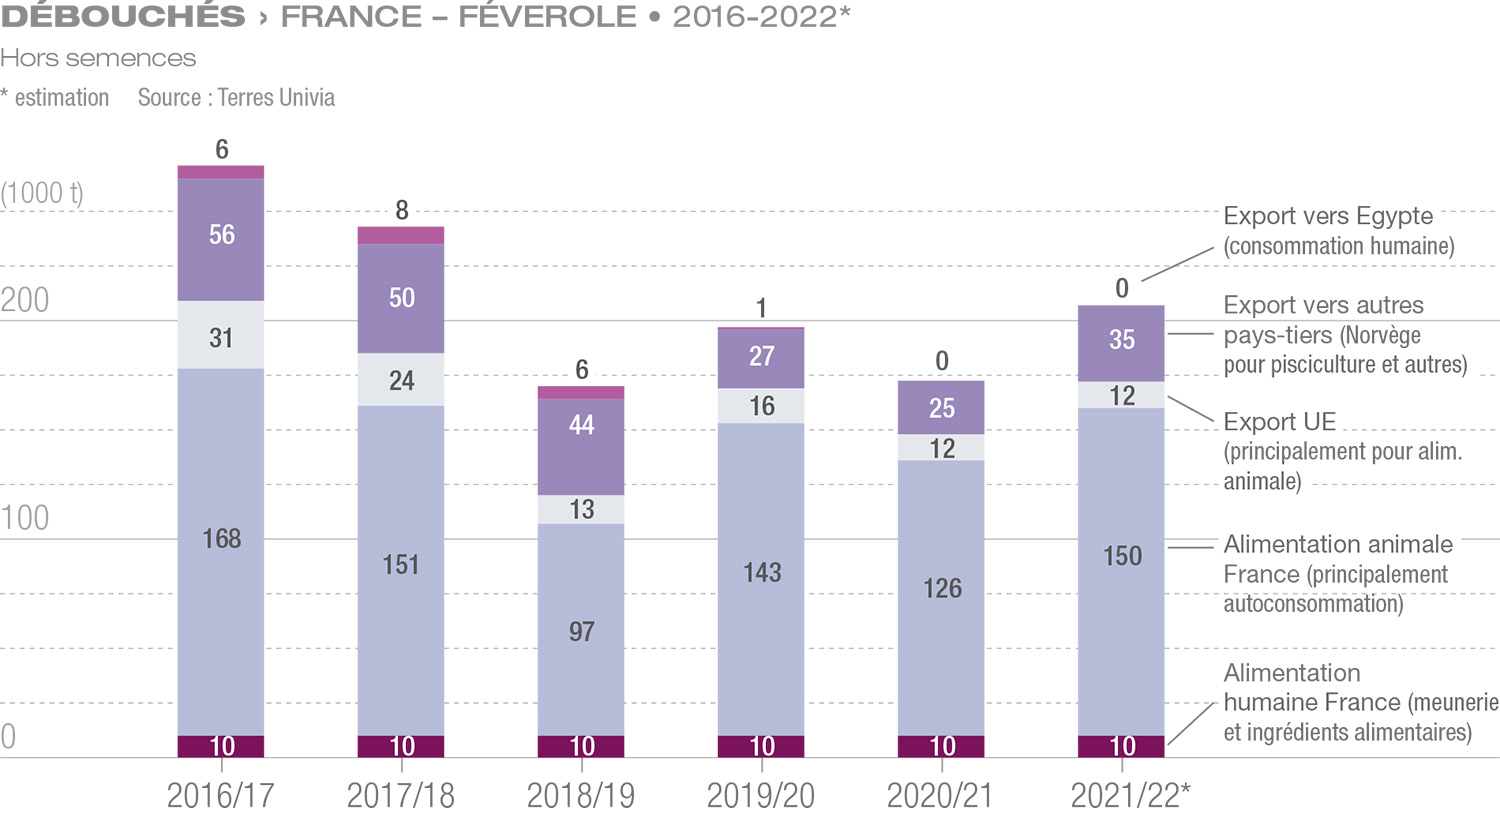 DÉBOUCHÉS › FRANCE – FÉVEROLE • 2016-2022*
Hors semences
* estimation Source : Terres Univia
(1000 t)
200
100
0
6
56
31
168
10
8
50
24
151
10
6
44
13
97
10
1
27
16
143
10
0
25
12
126
10
0
35
12
150
10
2016/17
2017/18
2018/19
2019/20
2020/21
2021/22*
Export vers Egypte
(consommation humaine)
Export vers autres
pays-tiers (Norvège
pour pisciculture et autres)
Export UE
(principalement pour alim.
animale)
Alimentation animale
France (principalement
autoconsommation)
Alimentation
humaine France (meunerie
et ingrédients alimentaires)